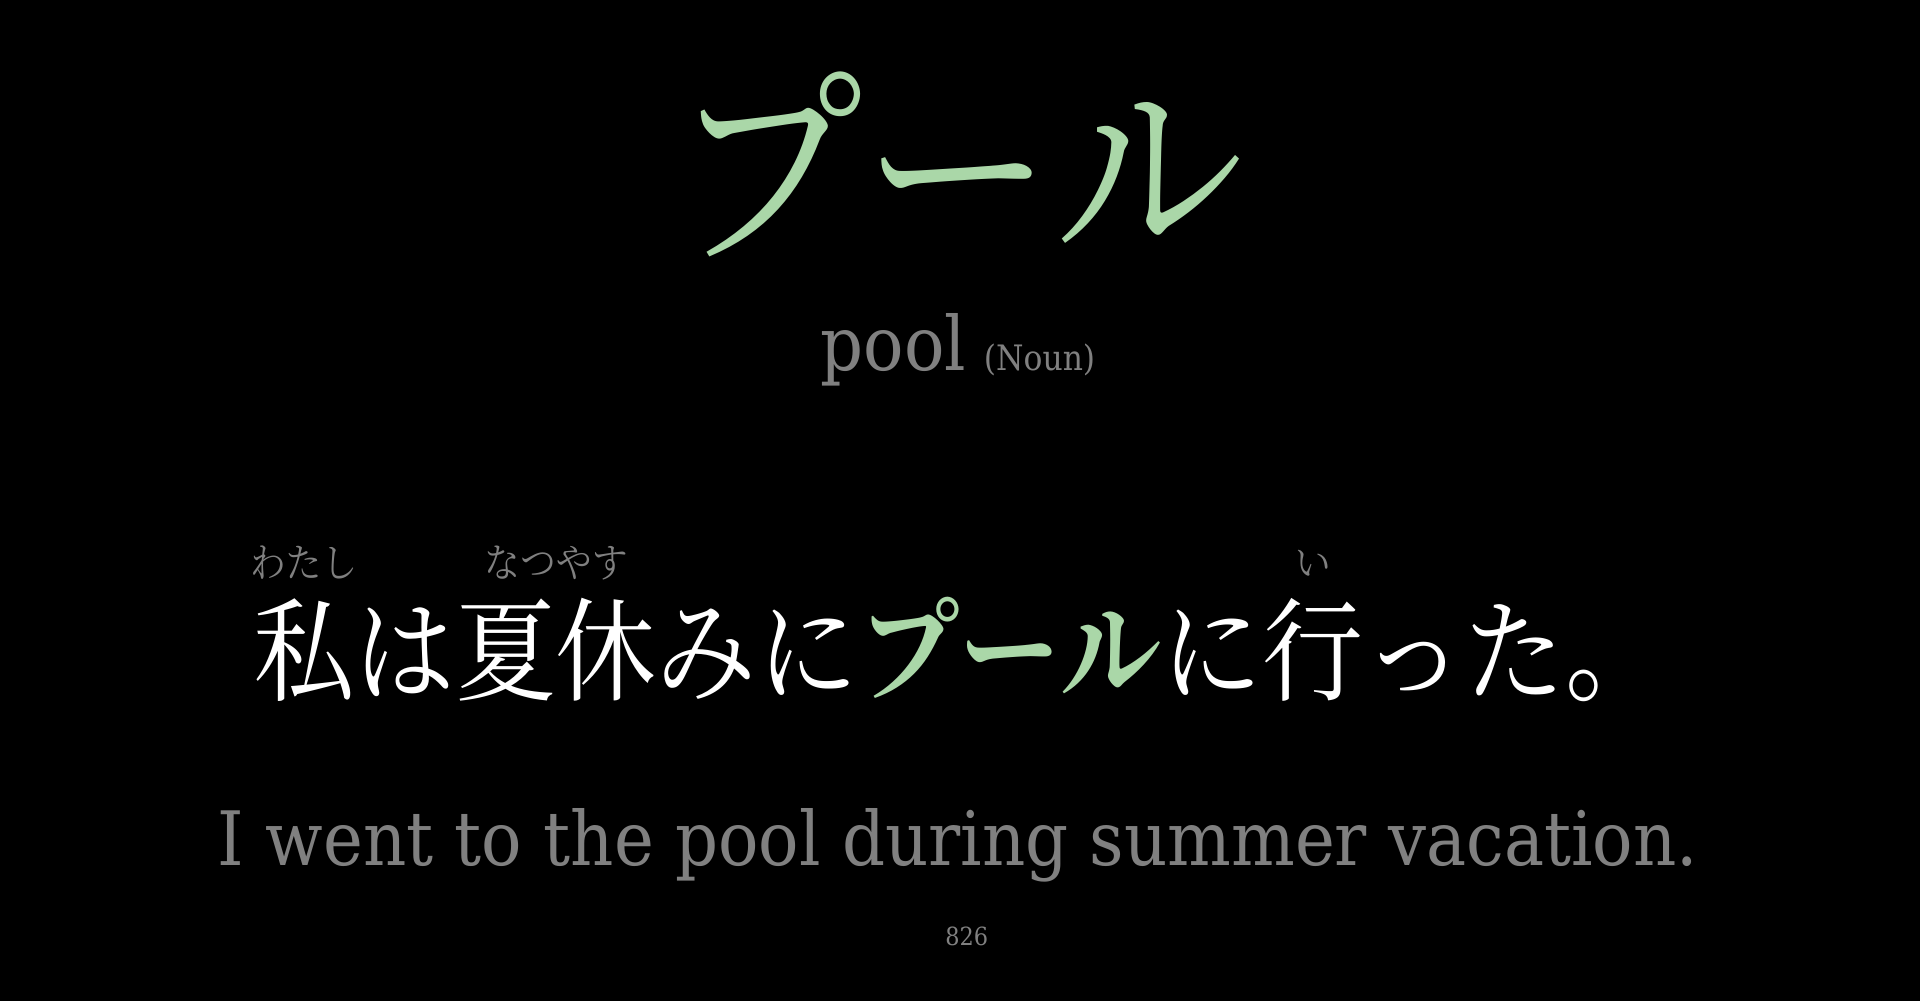 プール
pool (Noun)
わたし なつやす い
私は夏休みにプールに行った。
I went to the pool during summer vacation.
826